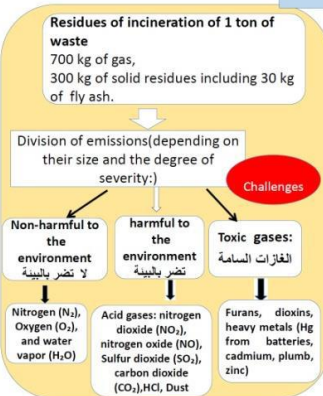 Residues of incineration of 1 ton of
waste
700 kg of gas,
300 kg of solid residues including 30 kg
of fly ash.
Division of emissions(depending on
their size and the degree of
severity:)
Challenges
Non-harmful to
the
environment
لا تضر بالبيئة
harmful to
the
environment
تضر بالبيئة
Toxic gases:
الغازات السامة
Nitrogen (N₂),
Oxygen (O₂),
and water
vapor (H₂O)
Acid gases: nitrogen
dioxide (NO₂),
nitrogen oxide (NO),
Sulfur dioxide (SO₂),
carbon dioxide
(CO₂),HCl, Dust
Furans, dioxins,
heavy metals (Hg
from batteries,
cadmium, plumb,
zinc)